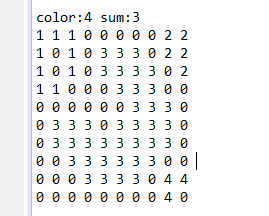 color:4 sum:3
1 1 1 0 0 0 0 0 2 2
1 0 1 0 3 3 3 0 2 2
1 0 1 0 3 3 3 3 0 2
1 1 0 0 0 3 3 3 0 0
0 0 0 0 0 0 3 3 3 0
0 3 3 3 0 3 3 3 3 0
0 3 3 3 3 3 3 3 3 0
0 0 3 3 3 3 3 3 0 0
0 0 0 3 3 3 3 0 4 4
0 0 0 0 0 0 0 0 4 0